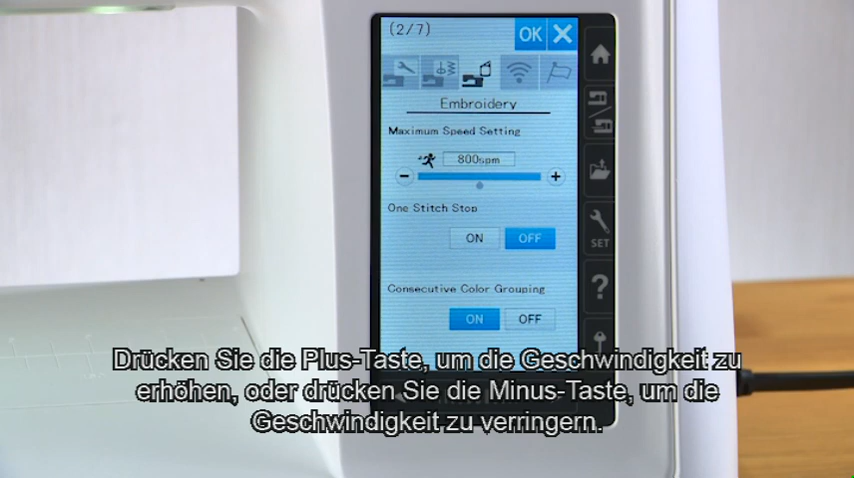 (2/7)
OK
Embroidery
Maximum Speed Setting
800spm
One Stitch Stop
ON OFF
SET
Consecutive Color Grouping
ON OFF
Drücken Sie die Plus-Taste, um die Geschwindigkeit zu
erhöhen, oder drücken Sie die Minus-Taste, um die
Geschwindigkeit zu verringern.